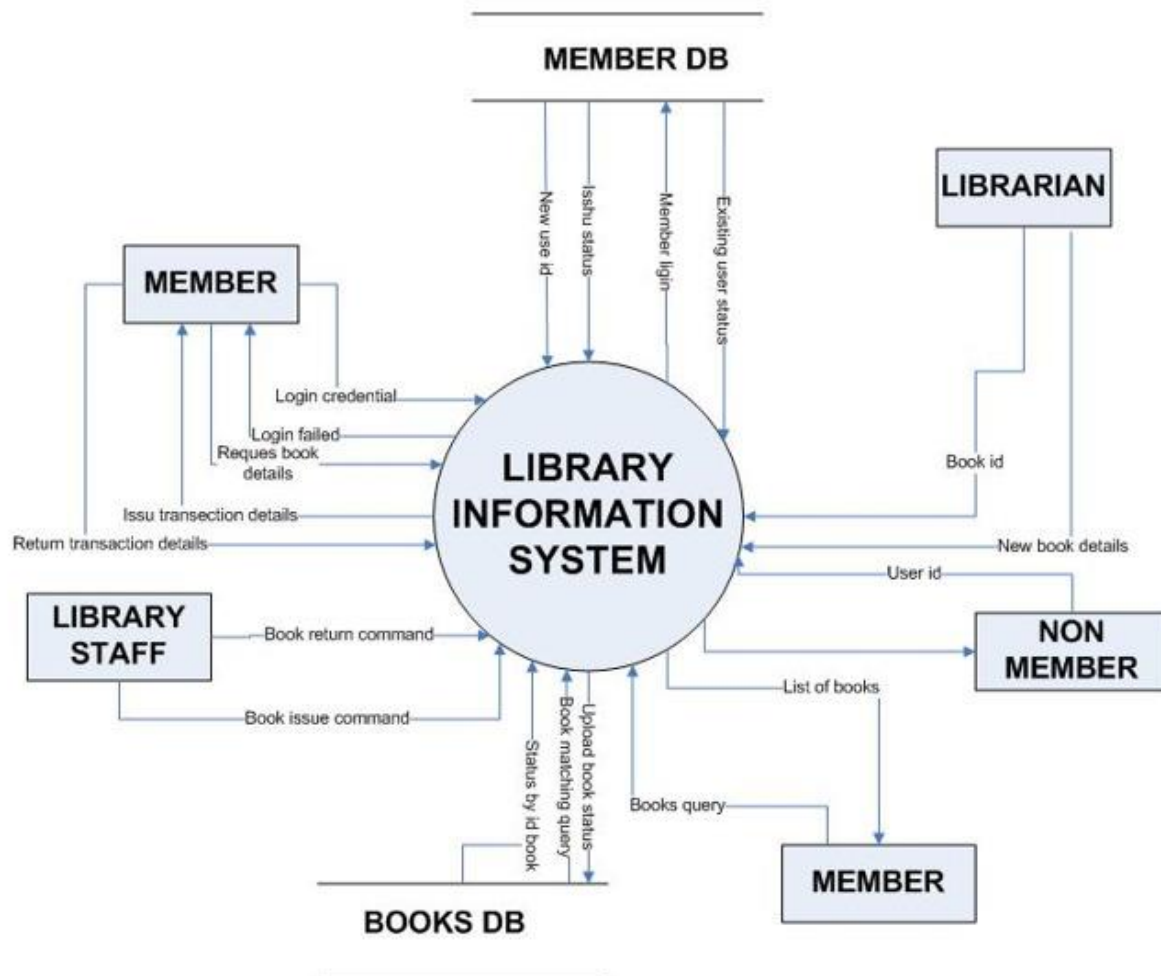 MEMBER DB
New use id
Isshu status
Member ligin
Existing user status
LIBRARIAN
MEMBER
Login credential
Login failed
Reques book
details
Issu transection details
Return transaction details
LIBRARY
INFORMATION
SYSTEM
Book id
New book details
User id
LIBRARY
STAFF
Book return command
Book issue command
NON
MEMBER
List of books
Status by id book
Book matching query
Upload book status
Books query
MEMBER
BOOKS DB